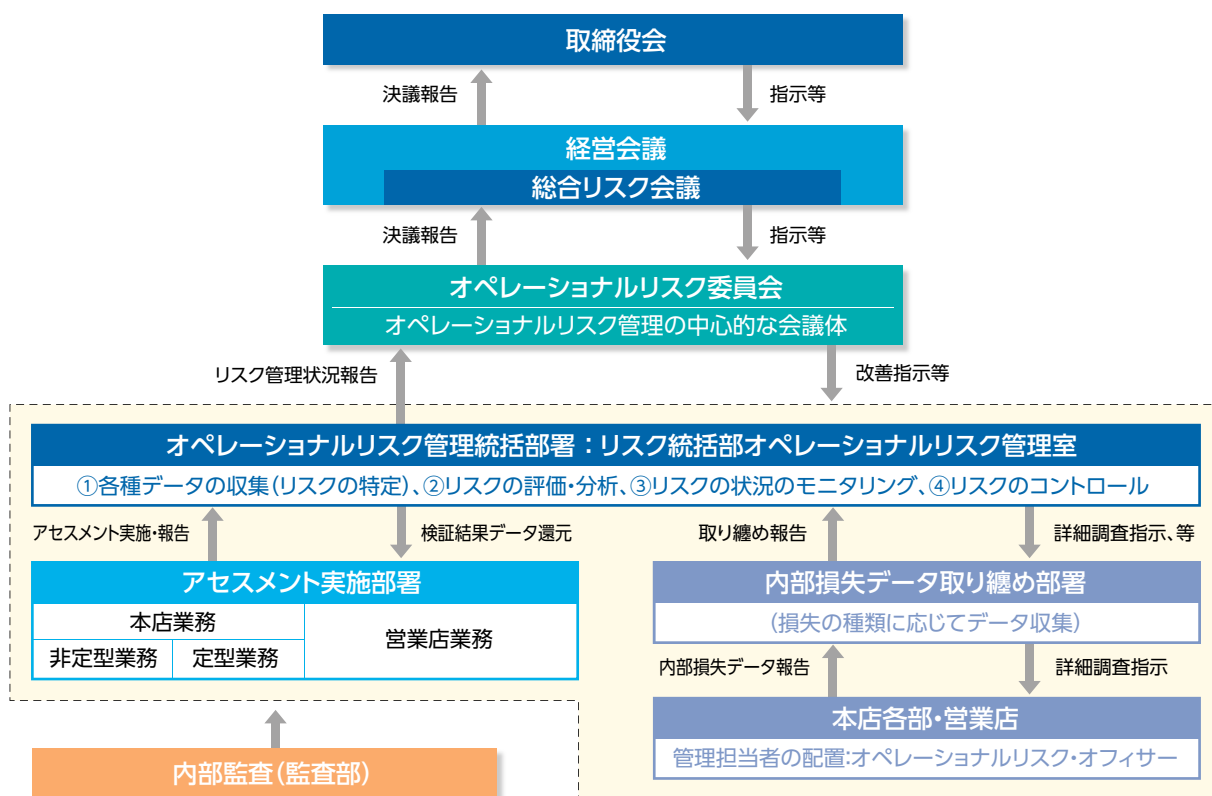 取締役会
決議報告
指示等
経営会議
総合リスク会議
決議報告
指示等
オペレーショナルリスク委員会
オペレーショナルリスク管理の中心的な会議体
リスク管理状況報告
改善指示等
オペレーショナルリスク管理統括部署：リスク統括部オペレーショナルリスク管理室
①各種データの収集（リスクの特定）、②リスクの評価・分析、③リスクの状況のモニタリング、④リスクのコントロール
アセスメント実施・報告
検証結果データ還元
取り纏め報告
詳細調査指示、等
アセスメント実施部署
本店業務
非定型業務
定型業務
営業店業務
内部損失データ取り纏め部署
（損失の種類に応じてデータ収集）
内部損失データ報告
詳細調査指示
本店各部・営業店
管理担当者の配置：オペレーショナルリスク・オフィサー
内部監査（監査部）